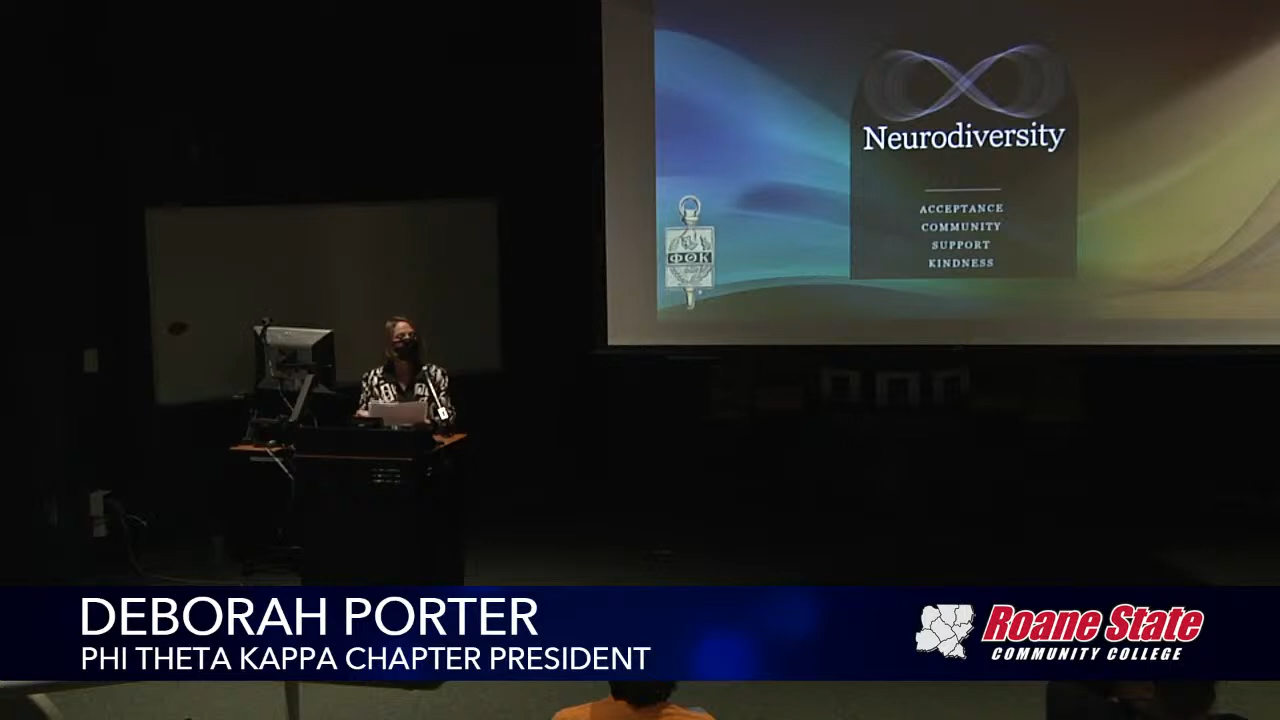 Neurodiversity
ACCEPTANCE
COMMUNITY
SUPPORT
KINDNESS
ΦΘΚ
DEBORAH PORTER
PHI THETA KAPPA CHAPTER PRESIDENT
Roane State
COMMUNITY COLLEGE